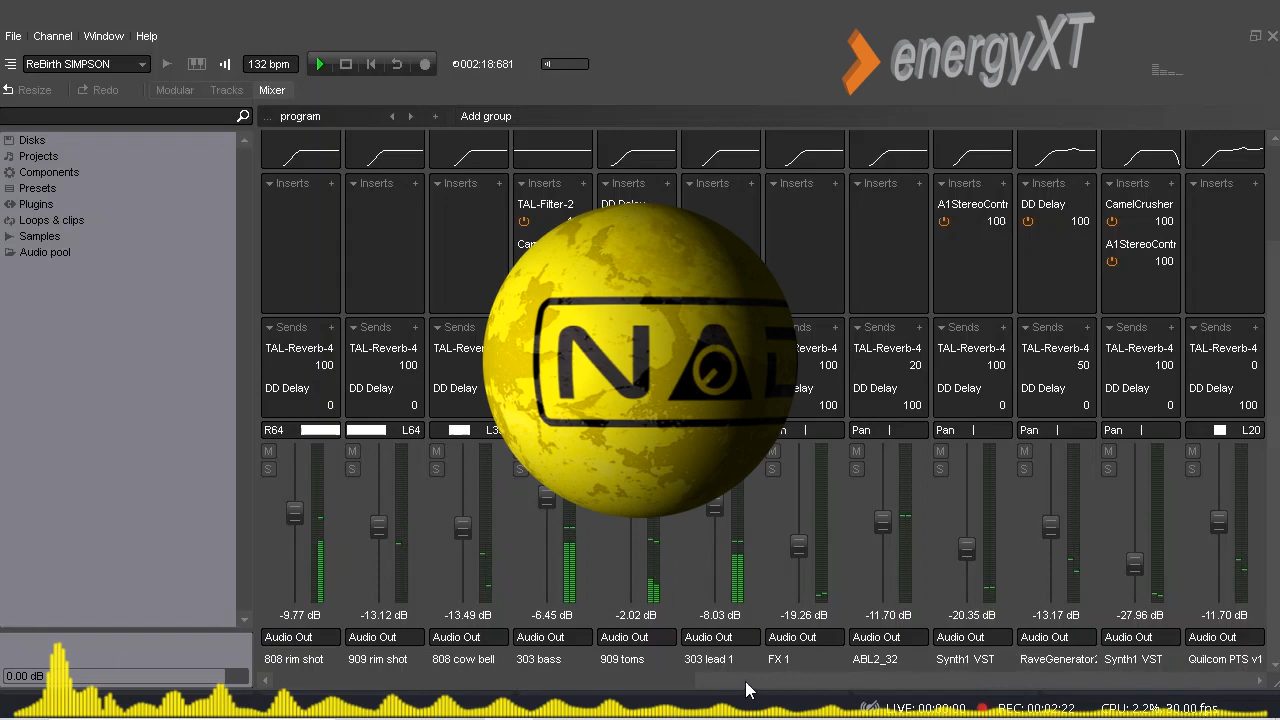 File Channel Window Help
energyXT
ReBirth SIMPSON 132 bpm 002:18:681
Resize Redo Modular Tracks Mixer
... program + Add group
Disks
Projects
Components
Presets
Plugins
Loops & clips
Samples
Audio pool
Inserts + Inserts + Inserts + Inserts + Inserts + Inserts + Inserts + Inserts + Inserts + Inserts + Inserts + Inserts +
TAL-Filter-2 DD Delay A1StereoContr DD Delay CamelCrusher
100 100 100
A1StereoContr
100
NA
Sends + Sends + Sends + Sends + Sends + Sends + Sends +
TAL-Reverb-4 TAL-Reverb-4 TAL-Reve TAL-Reverb-4 TAL-Reverb-4 TAL-Reverb-4 TAL-Reverb-4 TAL-Reverb-4
100 100 100 20 100 50 100 0
DD Delay DD Delay DD Delay DD Delay DD Delay DD Delay DD Delay DD Delay
0 0 100 100 0 0 0 0
R64 L64 Pan Pan Pan Pan L20
M M M M M M M M M
S S S S S S S S S
-9.77 dB -13.12 dB -13.49 dB -6.45 dB -2.02 dB -8.03 dB -19.26 dB -11.70 dB -20.35 dB -13.17 dB -27.96 dB -11.70 dB
Audio Out Audio Out Audio Out Audio Out Audio Out Audio Out Audio Out Audio Out Audio Out Audio Out Audio Out Audio Out
808 rim shot 909 rim shot 808 cow bell 303 bass 909 toms 303 lead 1 FX 1 ABL2_32 Synth1 VST RaveGenerator2 Synth1 VST Quilcom PTS v1
0.00 dB
LIVE: 00:00:00 REC: 00:02:22 CPU: 2.2%, 30.00 fps